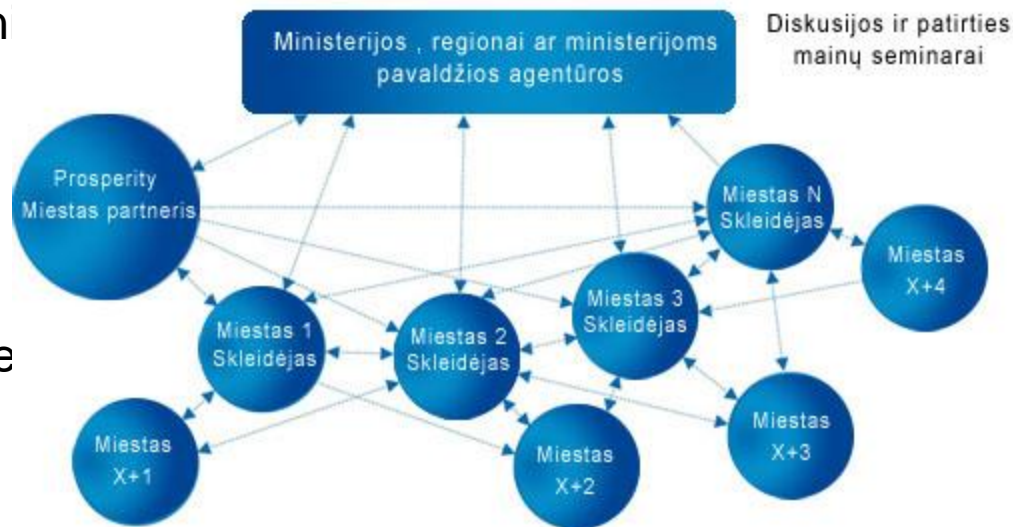 Ministerijos , regionai ar ministerijoms
pavaldžios agentūros
Diskusijos ir patirties
mainų seminarai
Prosperity
Miestas partneris
Miestas N
Skleidėjas
Miestas
X+4
Miestas 3
Skleidėjas
Miestas 1
Skleidėjas
Miestas 2
Skleidėjas
Miestas
X+1
Miestas
X+2
Miestas
X+3